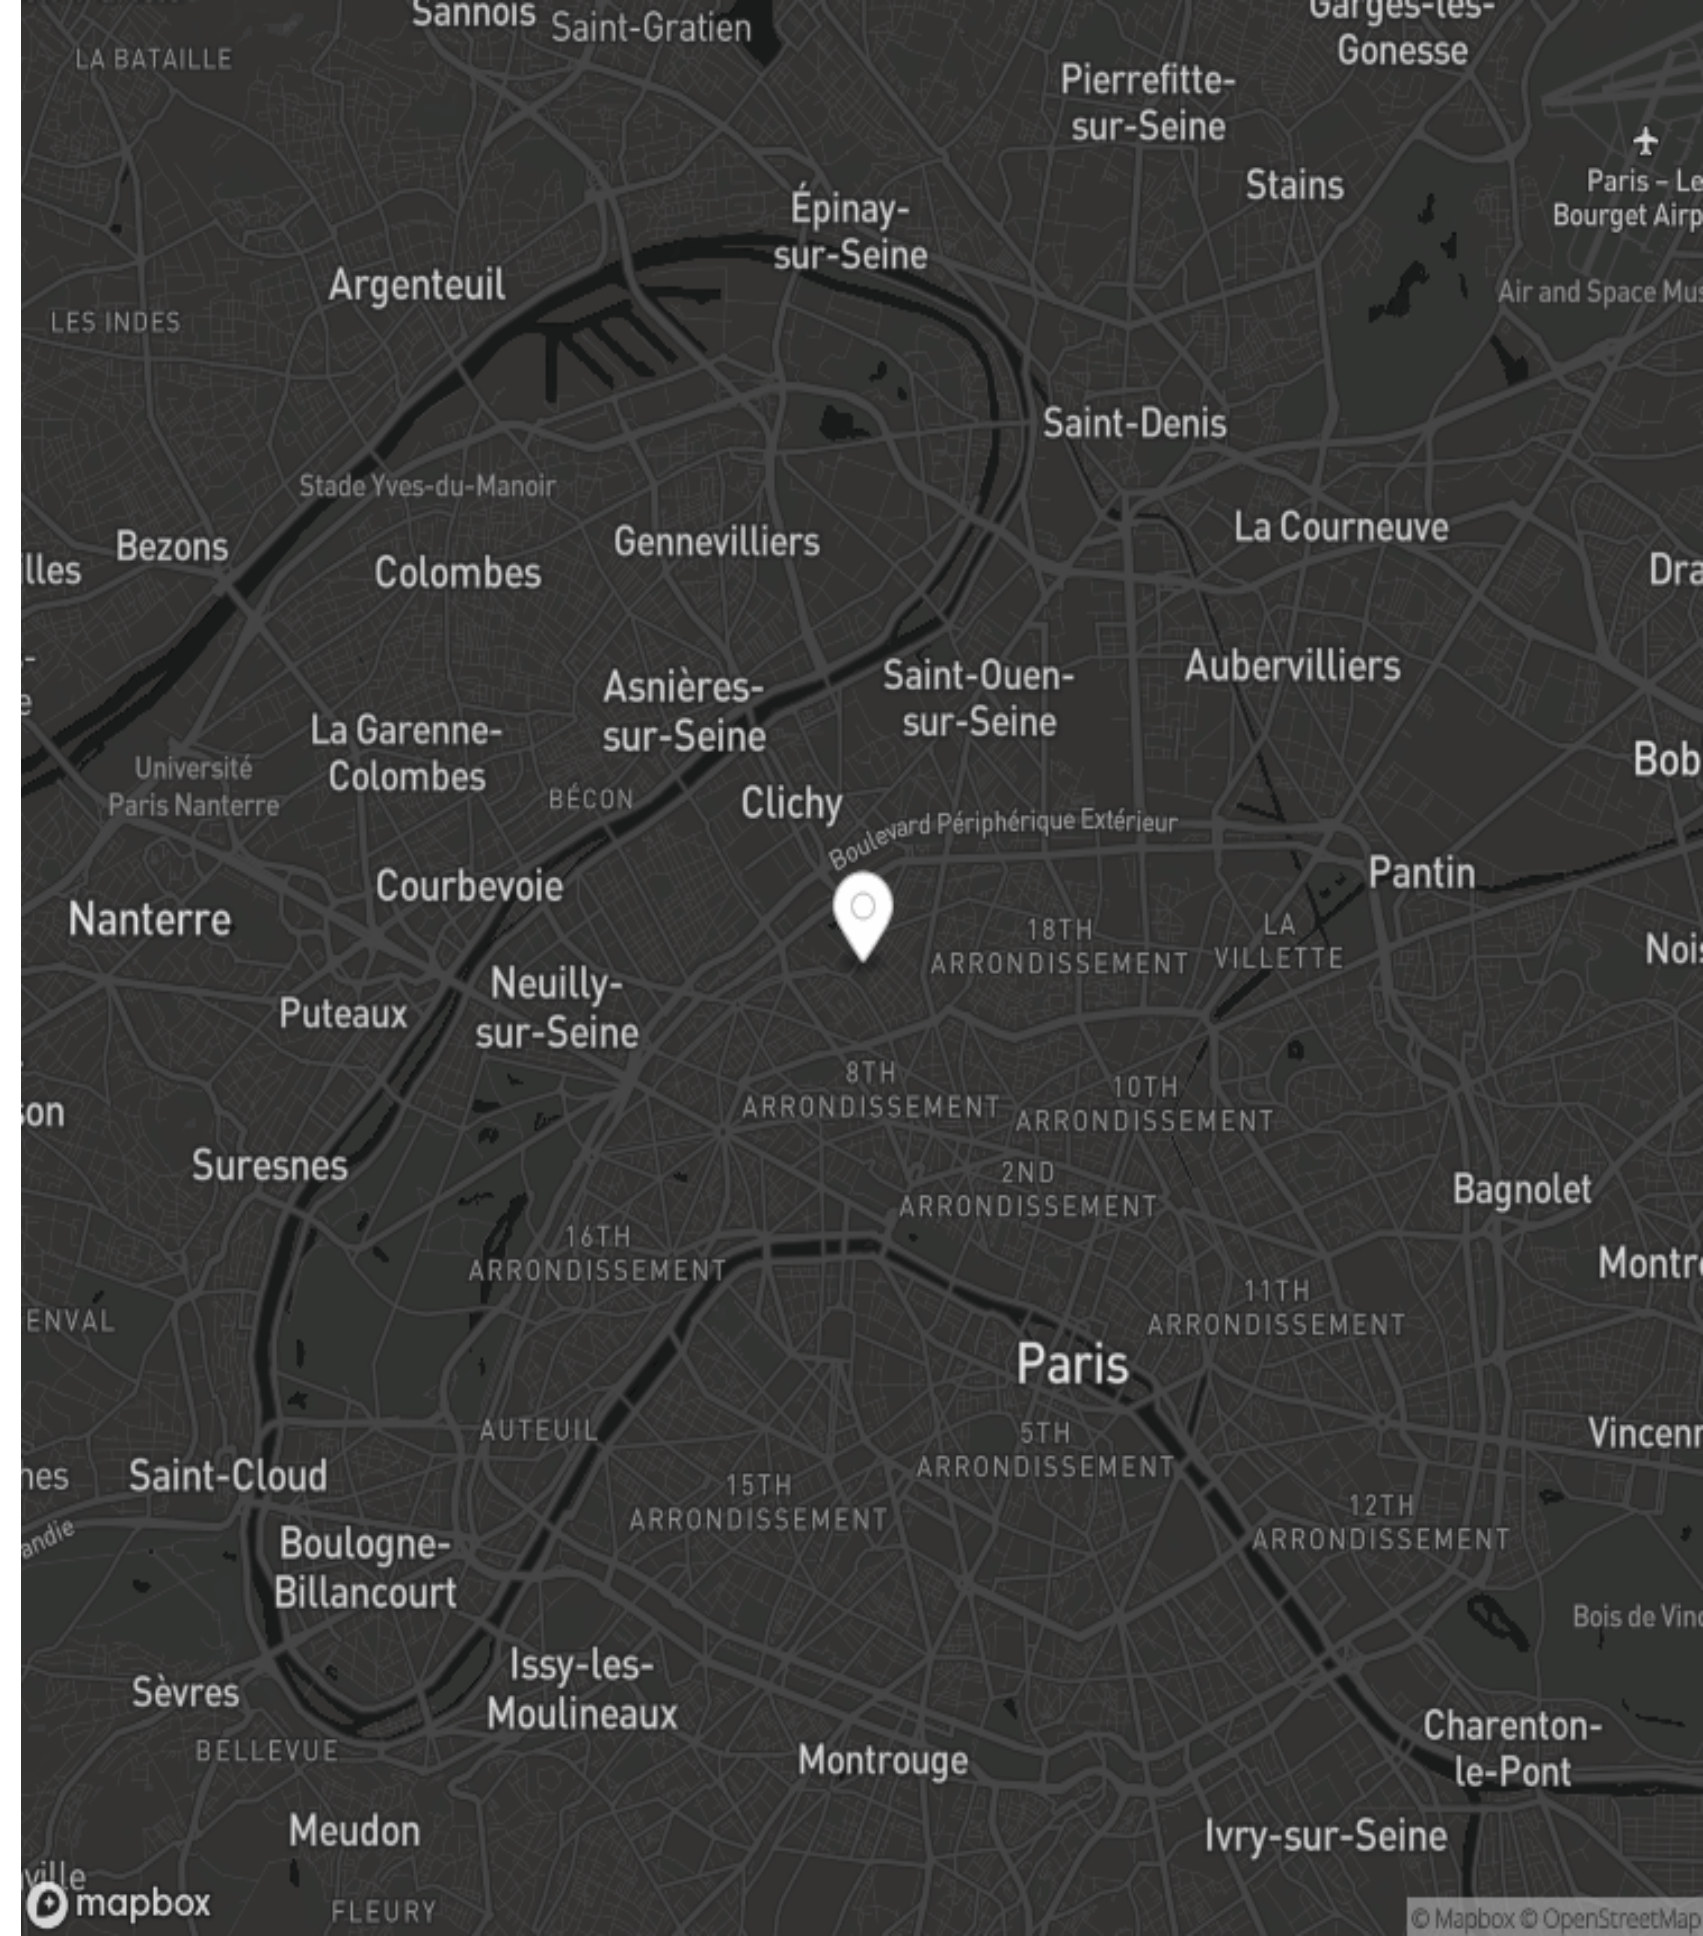 Sannois
Saint-Gratien
Garges-lès-
Gonesse
LA BATAILLE
Pierrefitte-
sur-Seine
Stains
Paris – Le
Bourget Airp
Épinay-
sur-Seine
Argenteuil
Air and Space Mus
LES INDES
Saint-Denis
Stade Yves-du-Manoir
Bezons
Gennevilliers
La Courneuve
lles
Colombes
Dra
Asnières-
sur-Seine
Saint-Ouen-
sur-Seine
Aubervilliers
La Garenne-
Colombes
Université
Paris Nanterre
BÉCON
Clichy
Bob
Boulevard Périphérique Extérieur
Courbevoie
Pantin
Nanterre
18TH
ARRONDISSEMENT
LA
VILLETTE
Nois
Neuilly-
sur-Seine
Puteaux
8TH
ARRONDISSEMENT
10TH
ARRONDISSEMENT
son
Suresnes
2ND
ARRONDISSEMENT
Bagnolet
16TH
ARRONDISSEMENT
Montre
11TH
ARRONDISSEMENT
ENVAL
Paris
AUTEUIL
5TH
ARRONDISSEMENT
Vincenn
nes
Saint-Cloud
15TH
ARRONDISSEMENT
12TH
ARRONDISSEMENT
andie
Boulogne-
Billancourt
Bois de Vinc
Issy-les-
Moulineaux
Sèvres
BELLEVUE
Montrouge
Charenton-
le-Pont
Meudon
Ivry-sur-Seine
ville
mapbox
FLEURY
© Mapbox © OpenStreetMap